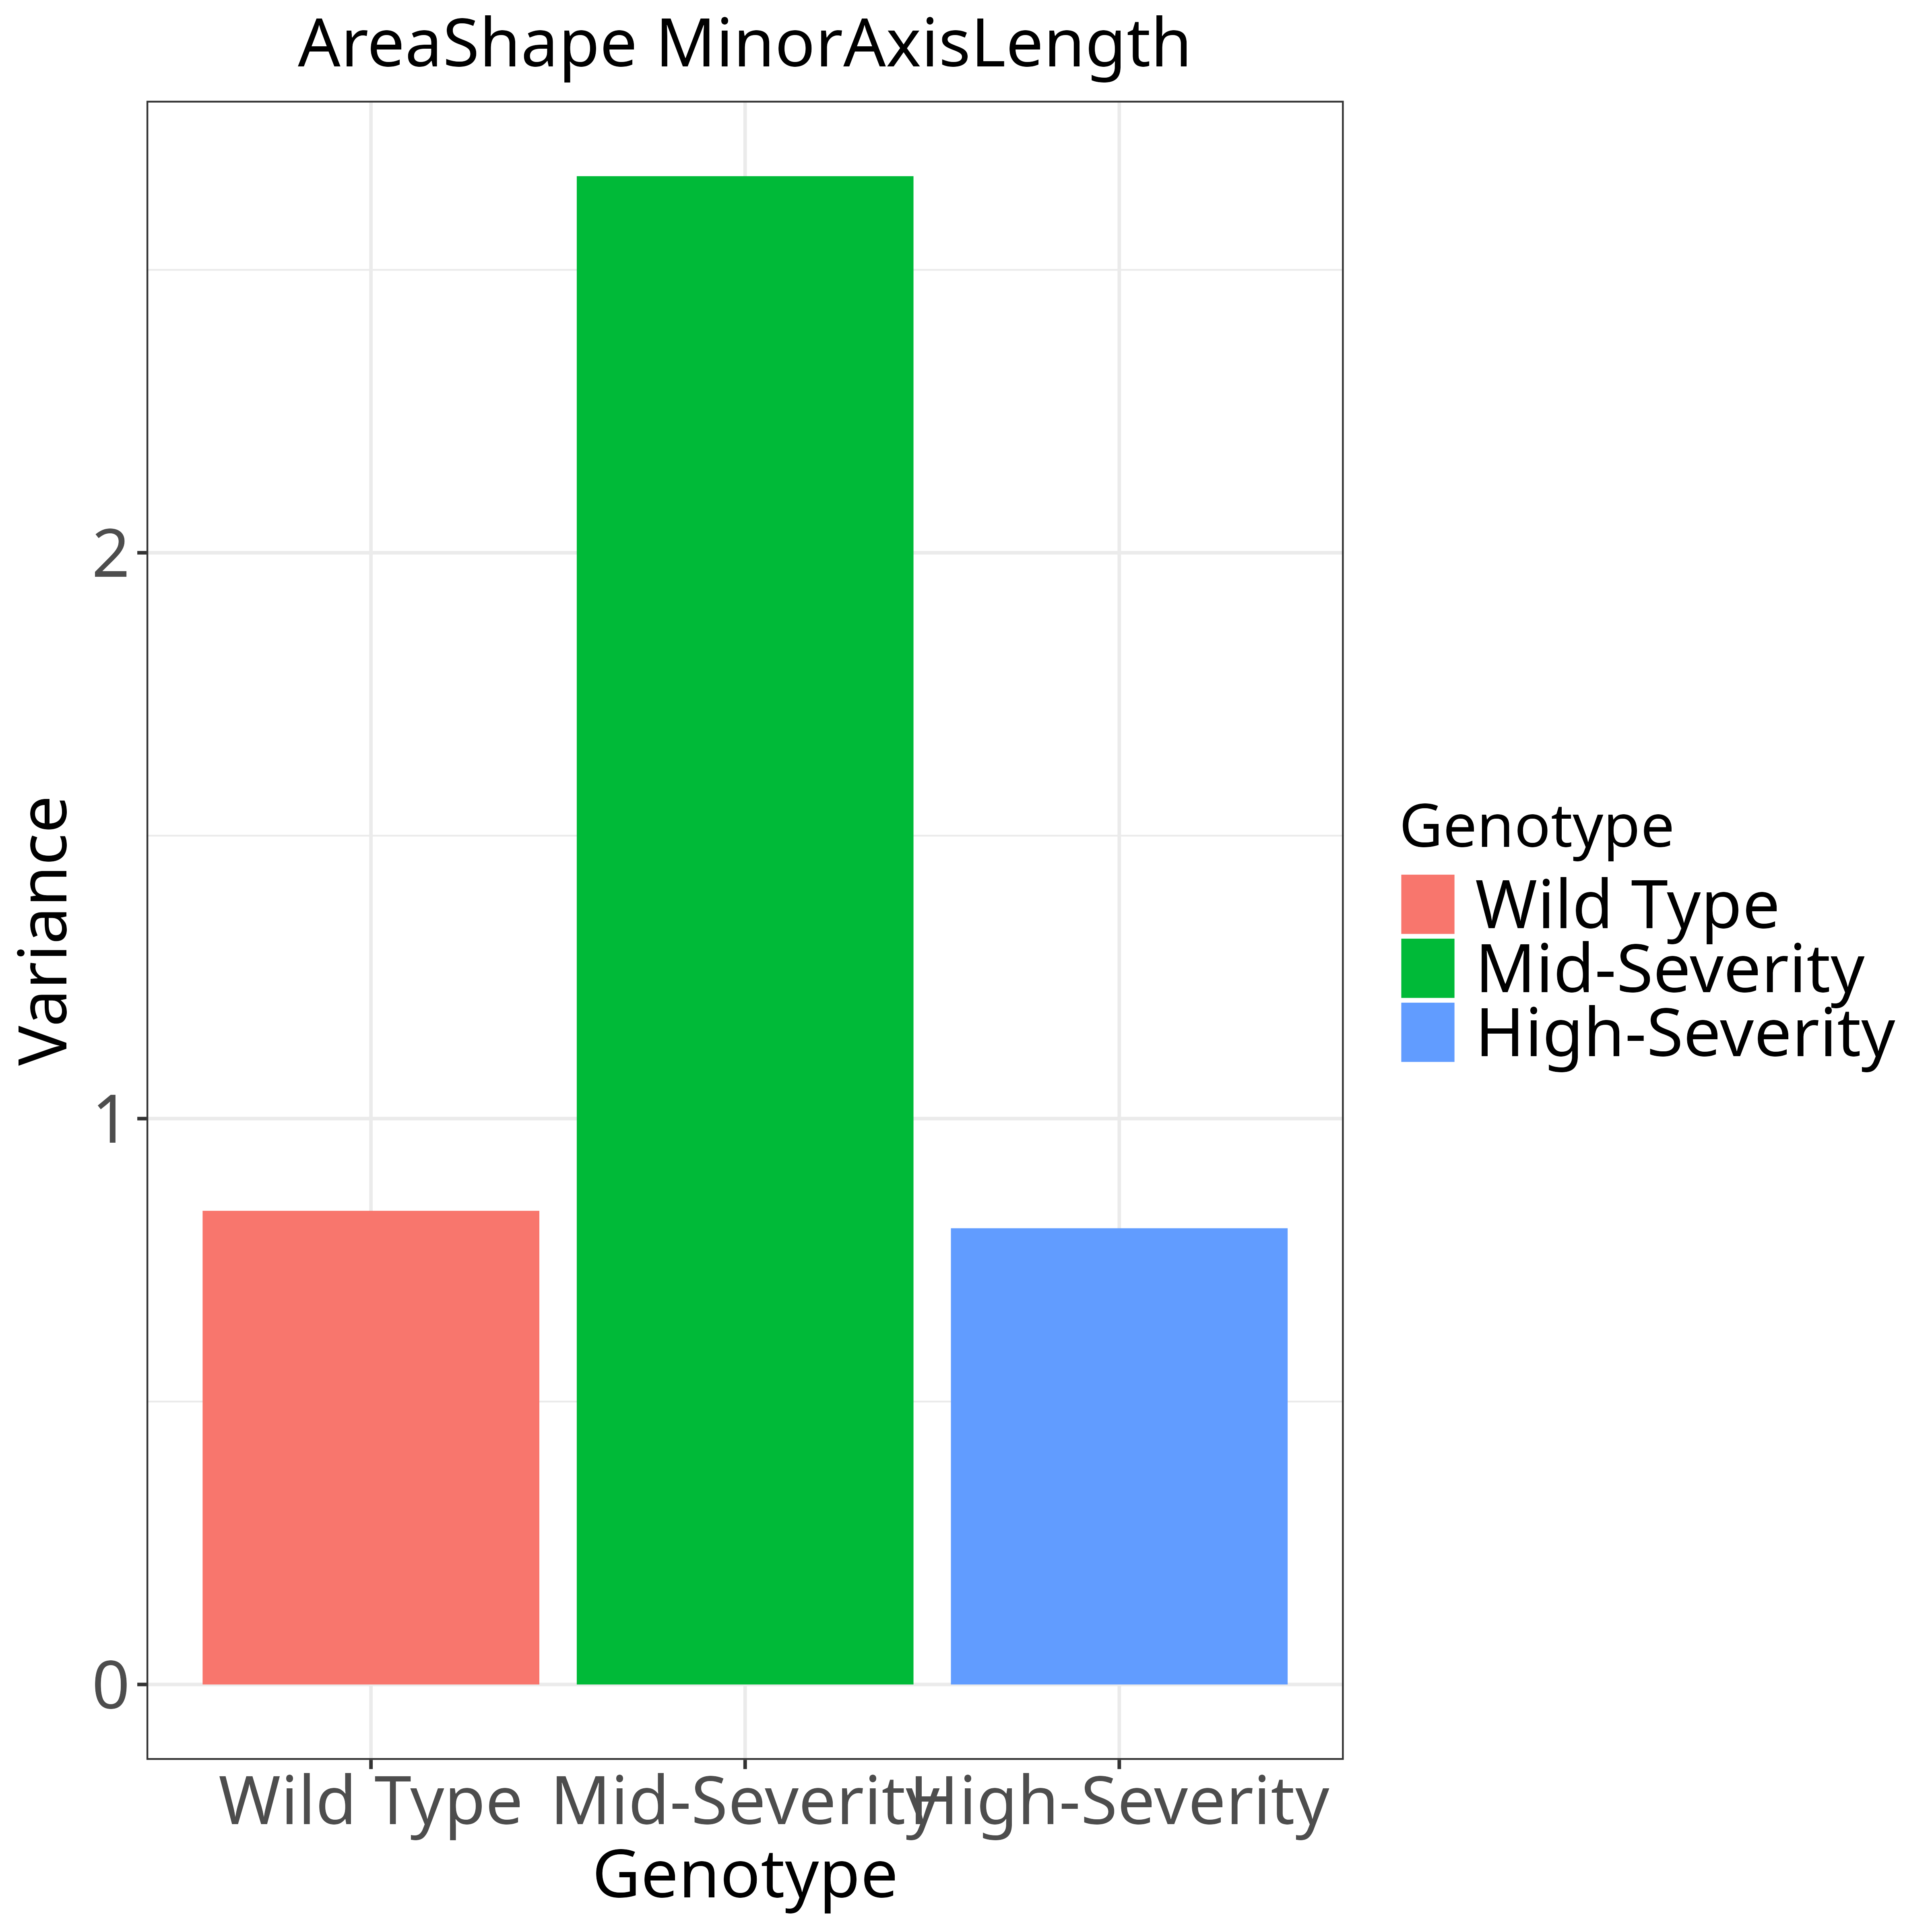 AreaShape MinorAxisLength
Variance
2
1
0
Wild Type Mid-Severity High-Severity
Genotype
Genotype
Wild Type
Mid-Severity
High-Severity